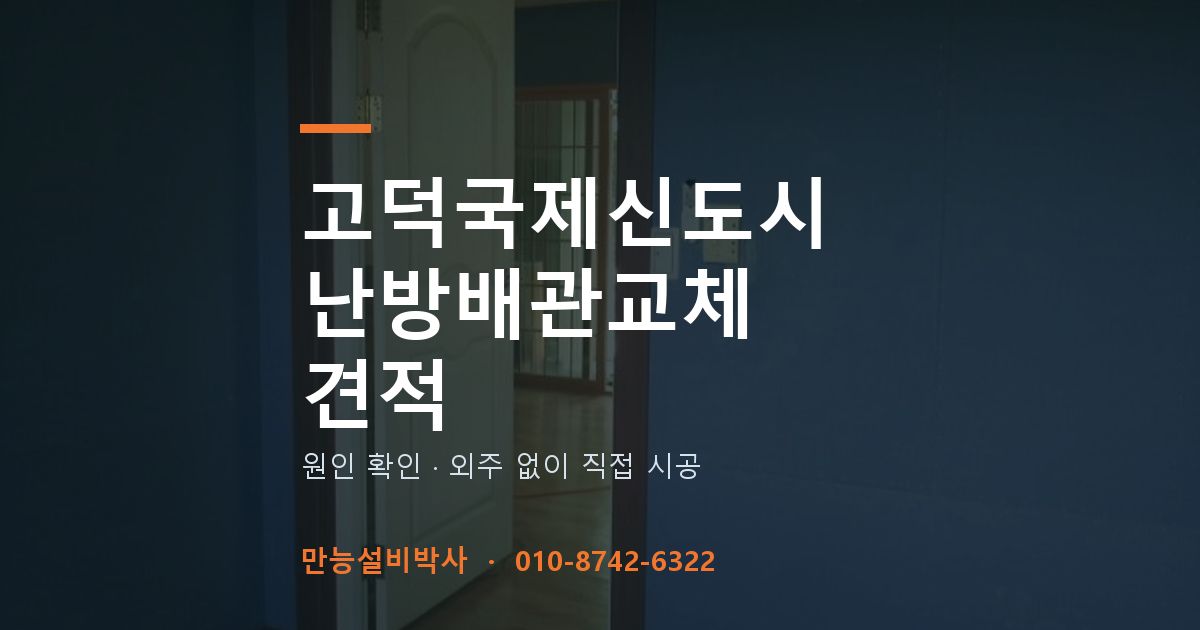 고덕국제신도시
난방배관교체
견적
원인 확인 · 외주 없이 직접 시공
만능설비박사 · 010-8742-6322